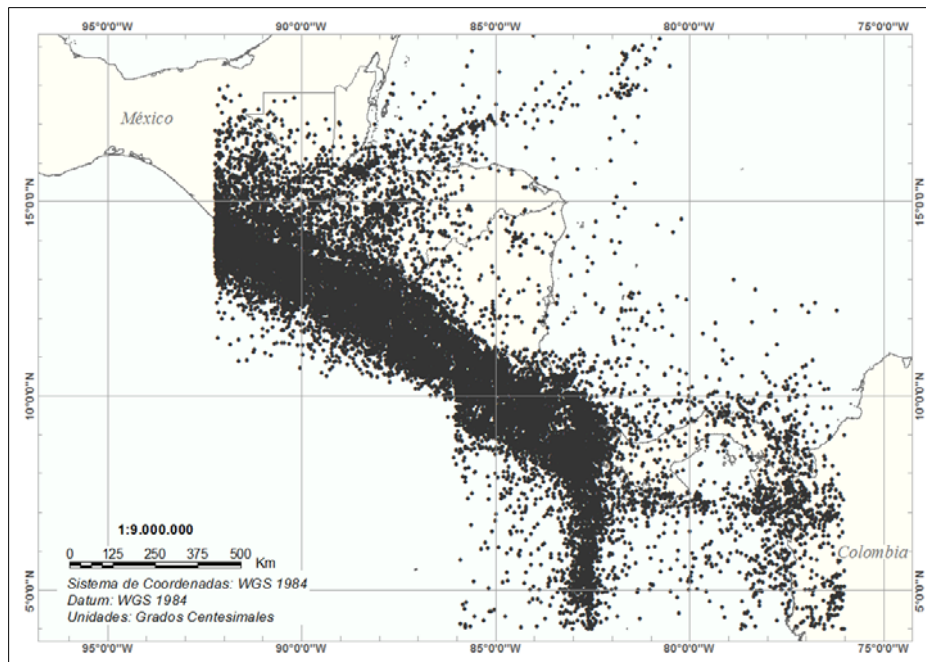 95°0'0"W 90°0'0"W 85°0'0"W 80°0'0"W 75°0'0"W
México
15°0'0"N 15°0'0"N
10°0'0"N 10°0'0"N
1:9.000.000
0 125 250 375 500
Km
Sistema de Coordenadas: WGS 1984
Datum: WGS 1984
Unidades: Grados Centesimales
Colombia
5°0'0"N 5°0'0"N
95°0'0"W 90°0'0"W 85°0'0"W 80°0'0"W 75°0'0"W